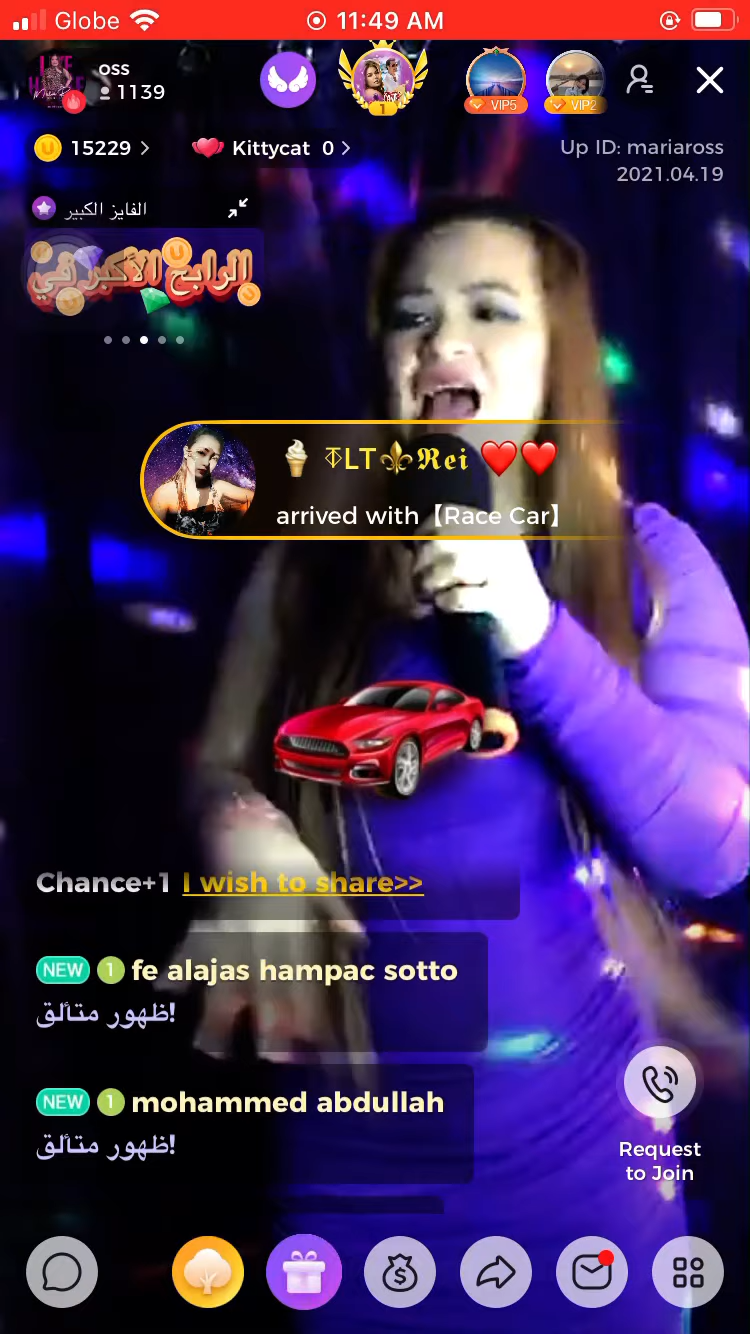 Globe 11:49 AM
oss
1139
1
VIP5
VIP2
15229
Kittycat 0
Up ID: mariaross
2021.04.19
الفايز الكبير
الرابح الأكبر في
LT Rei
arrived with【Race Car】
Chance+1 I wish to share>>
NEW 1 fe alajas hampac sotto
ظهور متألق!
NEW 1 mohammed abdullah
ظهور متألق!
Request
to Join